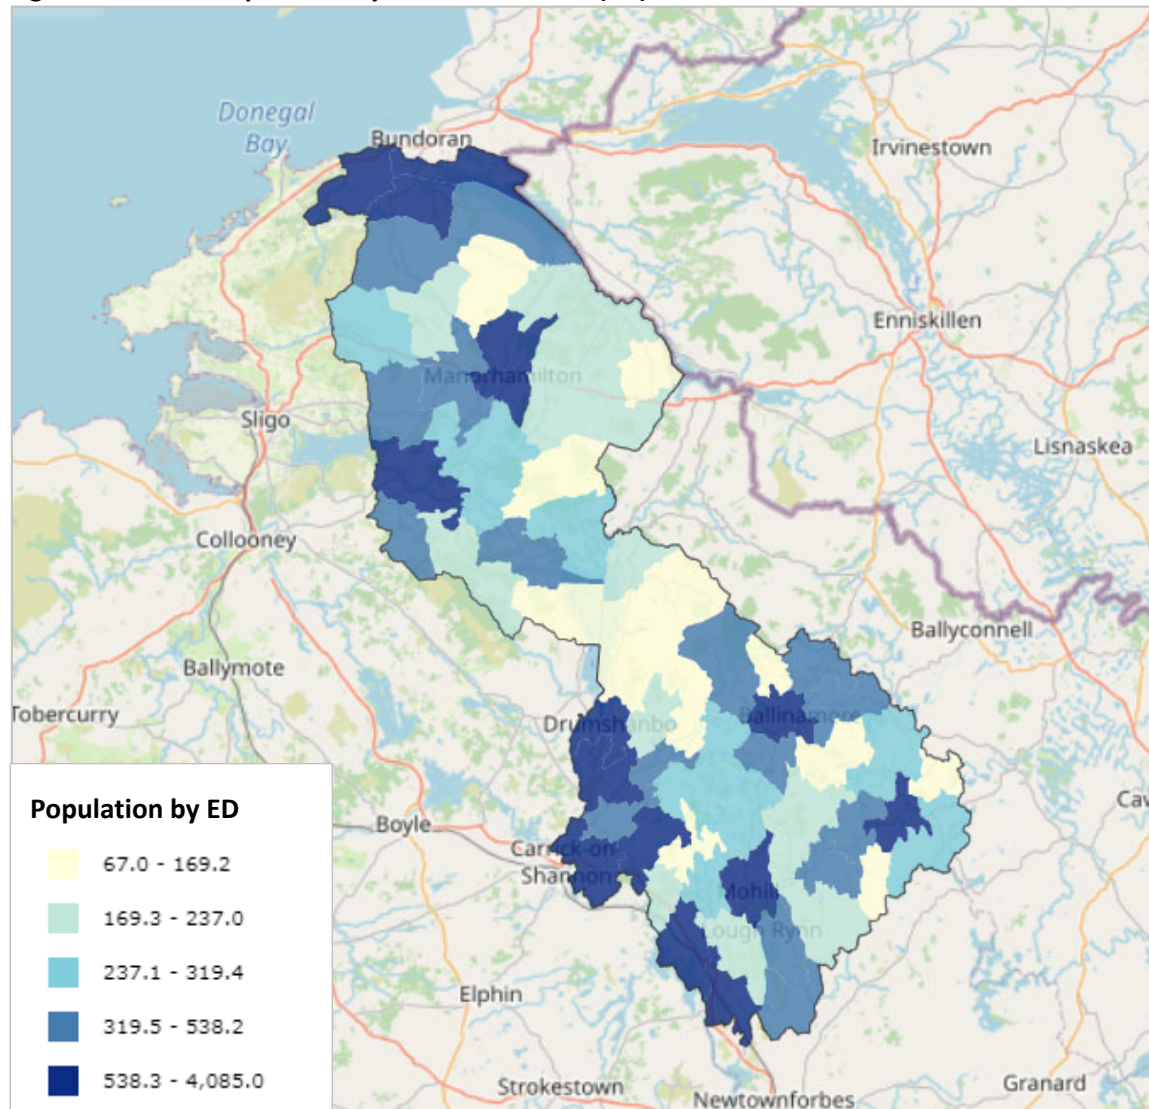 Donegal
Bay
Bundoran
Irvinestown
Enniskillen
Manorhamilton
Sligo
Lisnaskea
Collooney
Ballyconnell
Ballymote
Tobercurry
Drumshanbo
Ballinamore
Population by ED
67.0 - 169.2
169.3 - 237.0
237.1 - 319.4
319.5 - 538.2
538.3 - 4,085.0
Boyle
Cav
Carrick-on-
Shannon
Mohill
Lough Rynn
Elphin
Strokestown
Newtownforbes
Granard